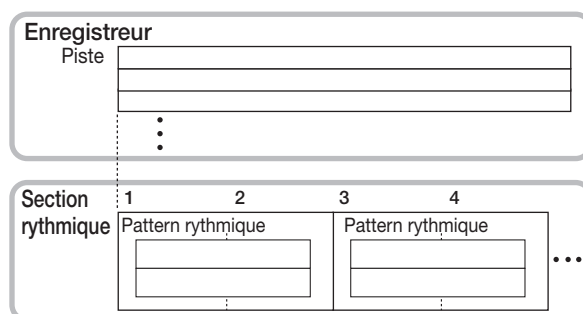 Enregistreur
Piste
Section rythmique
1 2 3 4
Pattern rythmique Pattern rythmique